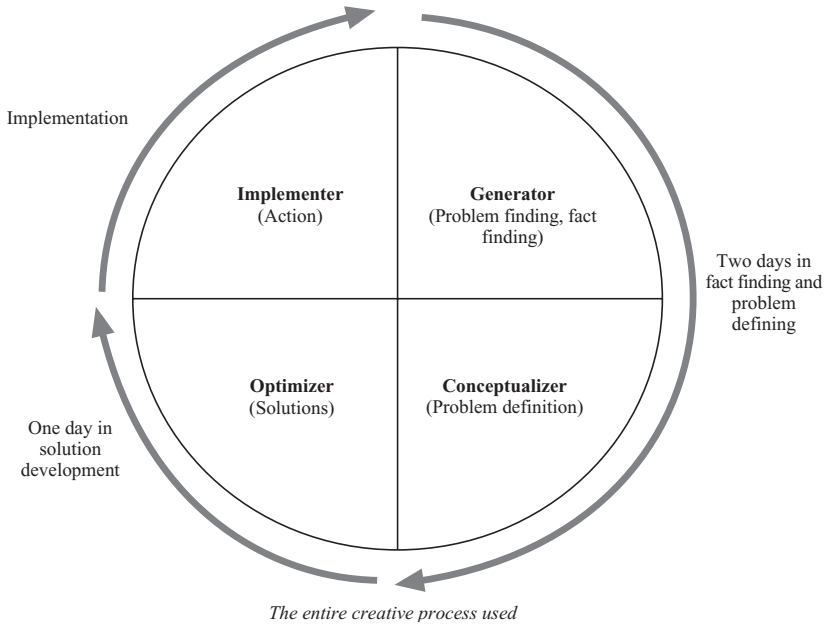 Implementation
Implementer
(Action)
Generator
(Problem finding, fact
finding)
Two days in
fact finding and
problem
defining
Optimizer
(Solutions)
Conceptualizer
(Problem definition)
One day in
solution
development
The entire creative process used